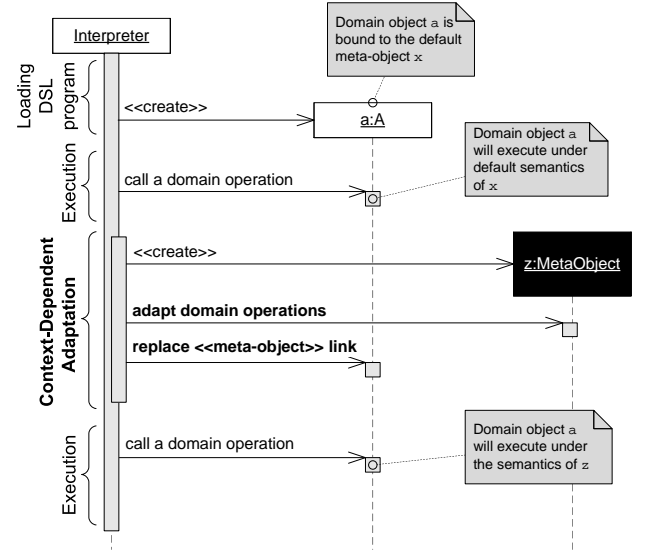 Interpreter
Domain object a is
bound to the default
meta-object x
Loading
DSL
program
<<create>>
a:A
Domain object a
will execute under
default semantics
of x
Execution
call a domain operation
Context-Dependent
Adaptation
<<create>>
z:MetaObject
adapt domain operations
replace <<meta-object>> link
Execution
call a domain operation
Domain object a
will execute under
the semantics of z